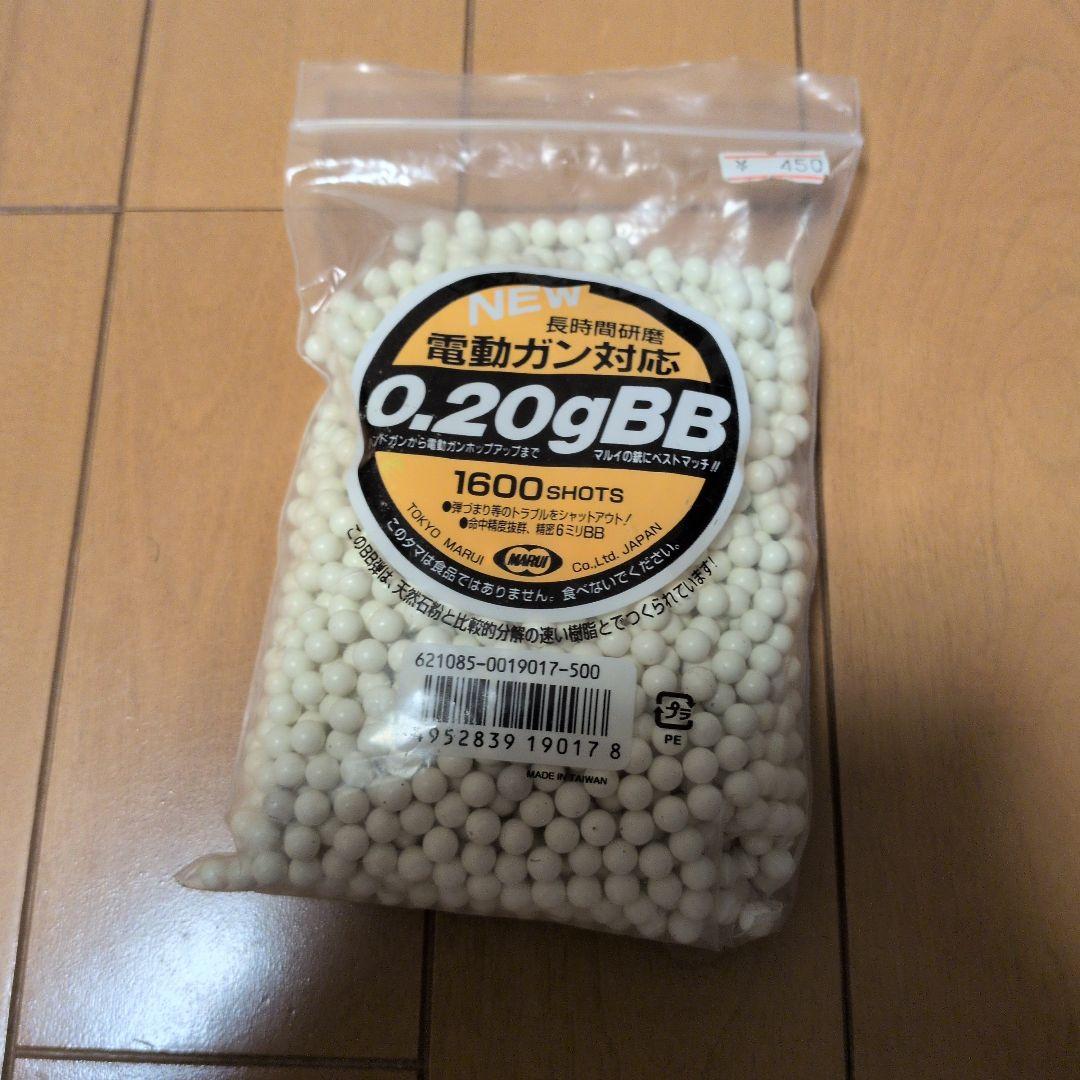 ¥ 450
NEW
長時間研磨
電動ガン対応
0.20gBB
ハンドガンから電動ガンホップアップまで
マルイの銃にベストマッチ!!
1600 SHOTS
●弾づまり等のトラブルをシャットアウト!
●命中精度抜群、精密6ミリBB
TOKYO MARUI MARUI Co.,Ltd. JAPAN
このタマは食品ではありません。食べないでください。
このBB弾は、天然石粉と比較的分解の速い樹脂とでつくられています!
621085-0019017-500
4952839 19017 8
プラ
PE
MADE IN TAIWAN